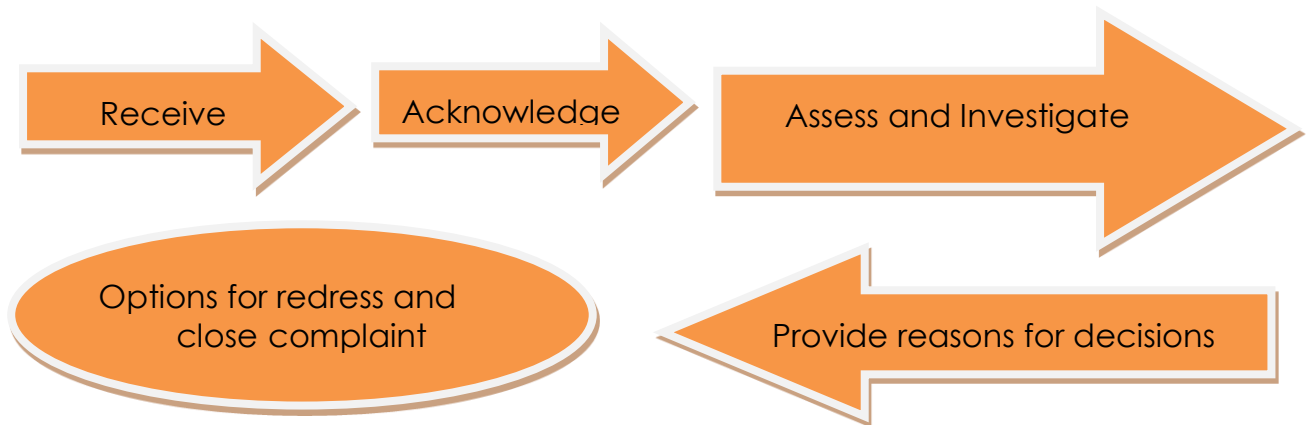 Receive
Acknowledge
Assess and Investigate
Provide reasons for decisions
Options for redress and
close complaint